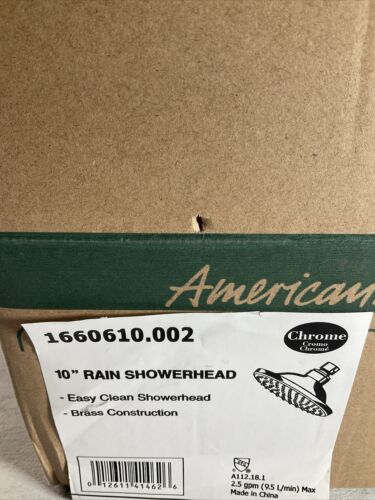 American
1660610.002
Chrome
Cromo
Chromé
10" RAIN SHOWERHEAD
- Easy Clean Showerhead
- Brass Construction
0 12611 41462 6
A112.18.1
2.5 gpm (9.5 L/min) Max
Made in China